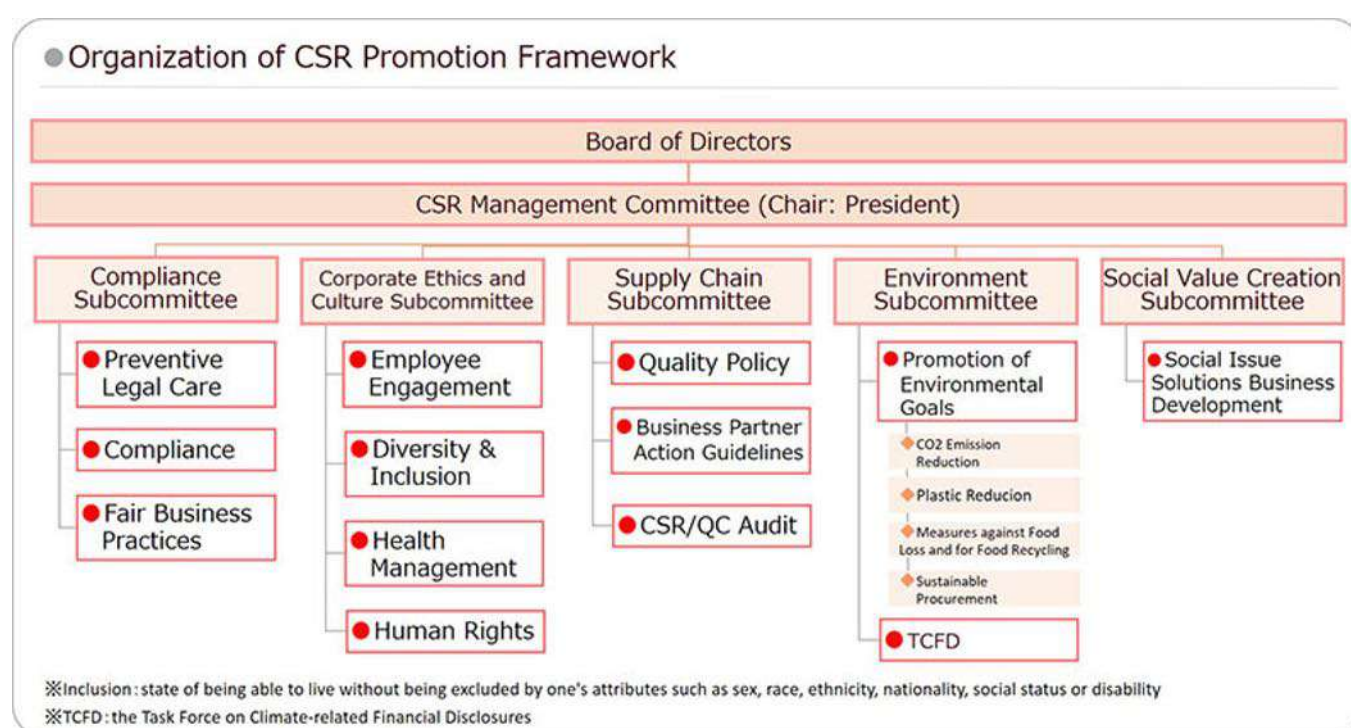 Organization of CSR Promotion Framework
Board of Directors
CSR Management Committee (Chair: President)
Compliance
Subcommittee
Preventive
Legal Care
Compliance
Fair Business
Practices
Corporate Ethics and
Culture Subcommittee
Employee
Engagement
Diversity &
Inclusion
Health
Management
Human Rights
Supply Chain
Subcommittee
Quality Policy
Business Partner
Action Guidelines
CSR/QC Audit
Environment
Subcommittee
Promotion of
Environmental
Goals
CO2 Emission
Reduction
Plastic Reducion
Measures against Food
Loss and for Food Recycling
Sustainable
Procurement
TCFD
Social Value Creation
Subcommittee
Social Issue
Solutions Business
Development
※Inclusion : state of being able to live without being excluded by one's attributes such as sex, race, ethnicity, nationality, social status or disability
※TCFD : the Task Force on Climate-related Financial Disclosures